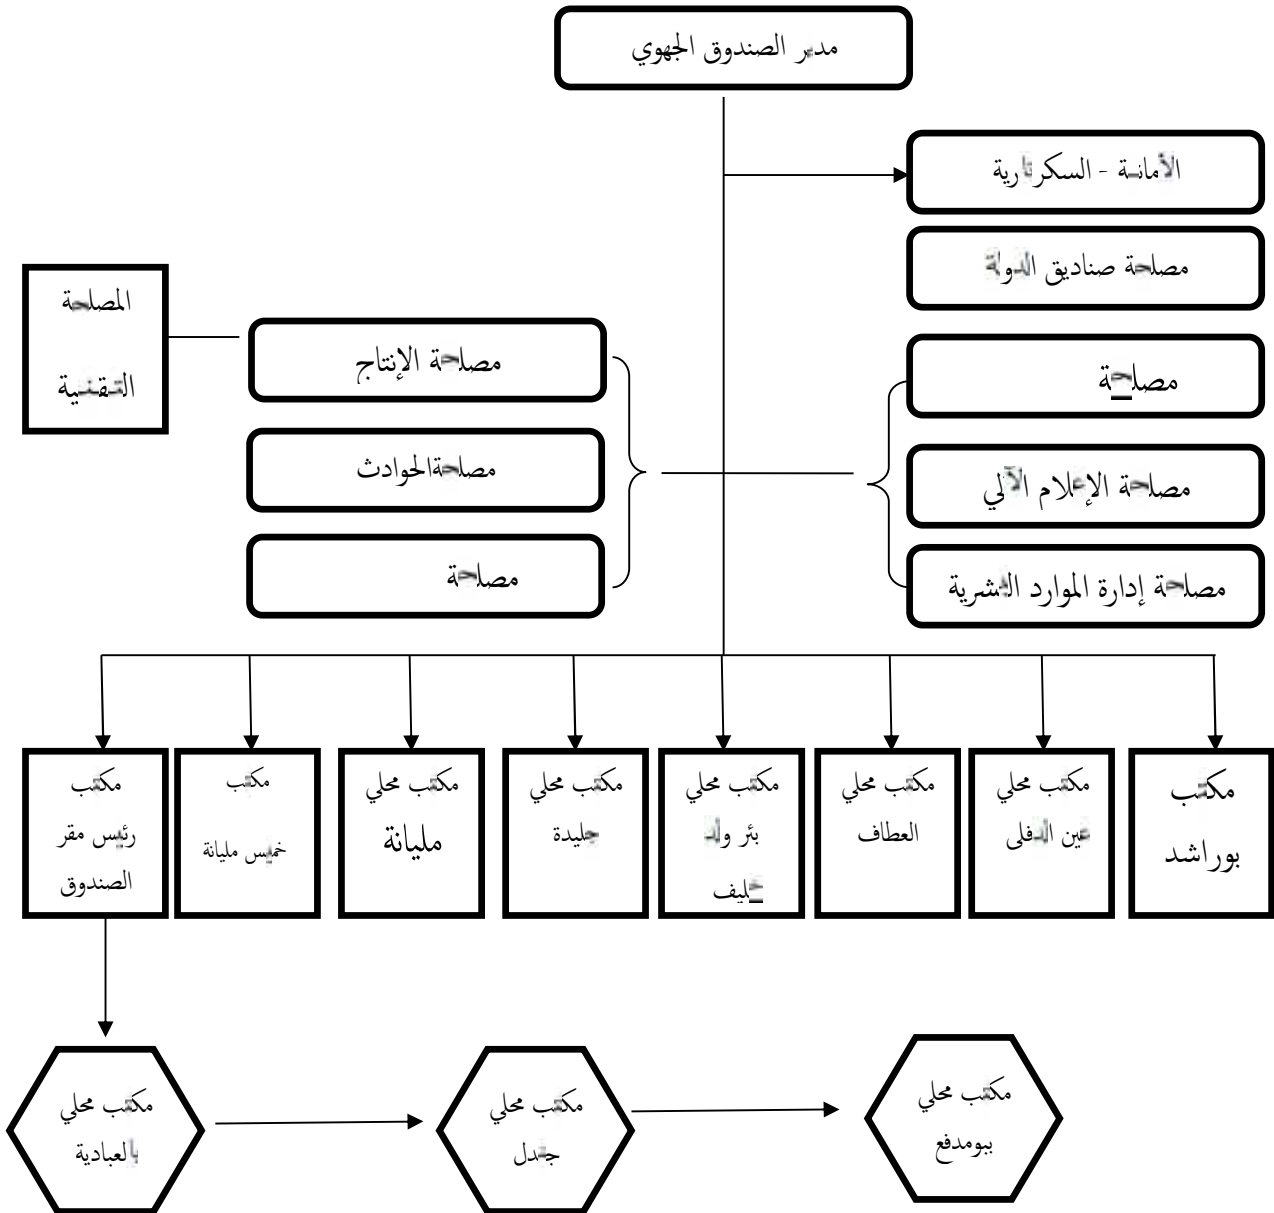 مدير الصندوق الجهوي
الأمانة - السكرتارية
مصلحة صناديق الدولة
المصلحة
التقنية
مصلحة الإنتاج
مصلحة
مصلحةالحوادث
مصلحة الإعلام الآلي
مصلحة
مصلحة إدارة الموارد البشرية
مكتب
بوراشد
مكتب محلي
عين الدفلى
مكتب محلي
العطاف
مكتب محلي
بئر ولد
خليف
مكتب محلي
جليدة
مكتب محلي
مليانة
مكتب
خميس مليانة
مكتب
رئيس مقر
الصندوق
مكتب محلي
بالعبادية
مكتب محلي
جندل
مكتب محلي
ببومدفع